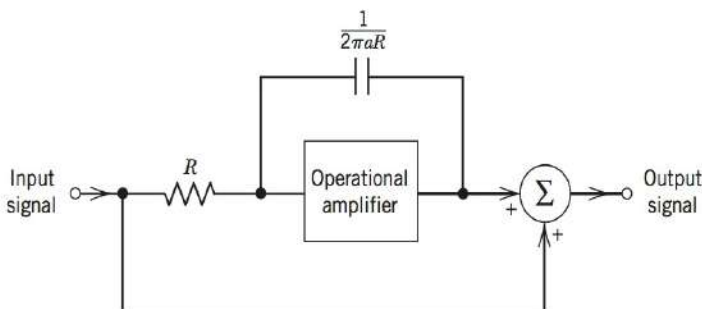 1
2πaR
R
Input
signal
Operational
amplifier
+
Σ
+
Output
signal